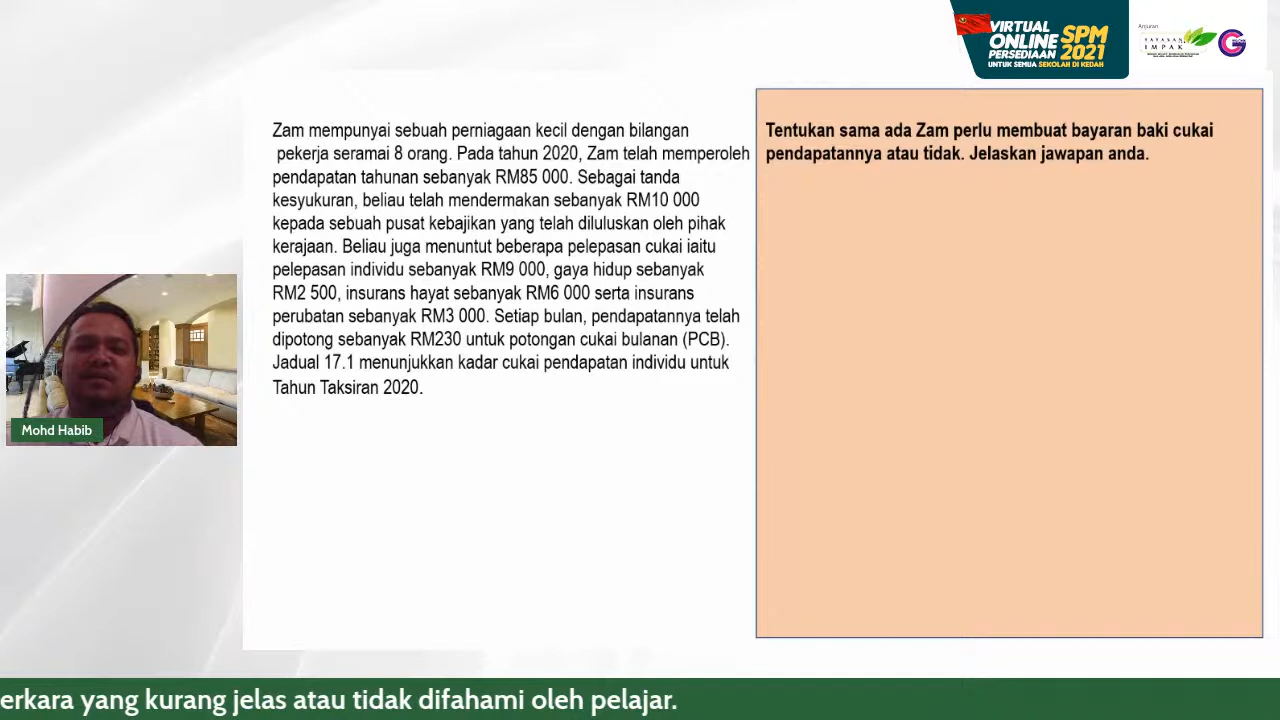 VIRTUAL
ONLINE
PERSEDIAAN
SPM
2021
UNTUK SEMUA SEKOLAH DI KEDAH
Anjuran
YAYASAN
IMPAK
Zam mempunyai sebuah perniagaan kecil dengan bilangan
pekerja seramai 8 orang. Pada tahun 2020, Zam telah memperoleh
pendapatan tahunan sebanyak RM85 000. Sebagai tanda
kesyukuran, beliau telah mendermakan sebanyak RM10 000
kepada sebuah pusat kebajikan yang telah diluluskan oleh pihak
kerajaan. Beliau juga menuntut beberapa pelepasan cukai iaitu
pelepasan individu sebanyak RM9 000, gaya hidup sebanyak
RM2 500, insurans hayat sebanyak RM6 000 serta insurans
perubatan sebanyak RM3 000. Setiap bulan, pendapatannya telah
dipotong sebanyak RM230 untuk potongan cukai bulanan (PCB).
Jadual 17.1 menunjukkan kadar cukai pendapatan individu untuk
Tahun Taksiran 2020.
Tentukan sama ada Zam perlu membuat bayaran baki cukai
pendapatannya atau tidak. Jelaskan jawapan anda.
Mohd Habib
erkara yang kurang jelas atau tidak difahami oleh pelajar.